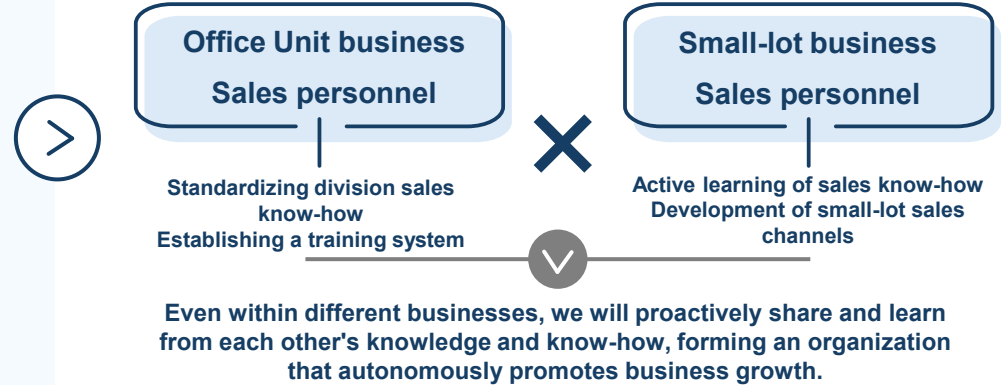 Office Unit business
Sales personnel
Small-lot business
Sales personnel
Standardizing division sales
know-how
Establishing a training system
Active learning of sales know-how
Development of small-lot sales
channels
Even within different businesses, we will proactively share and learn
from each other's knowledge and know-how, forming an organization
that autonomously promotes business growth.